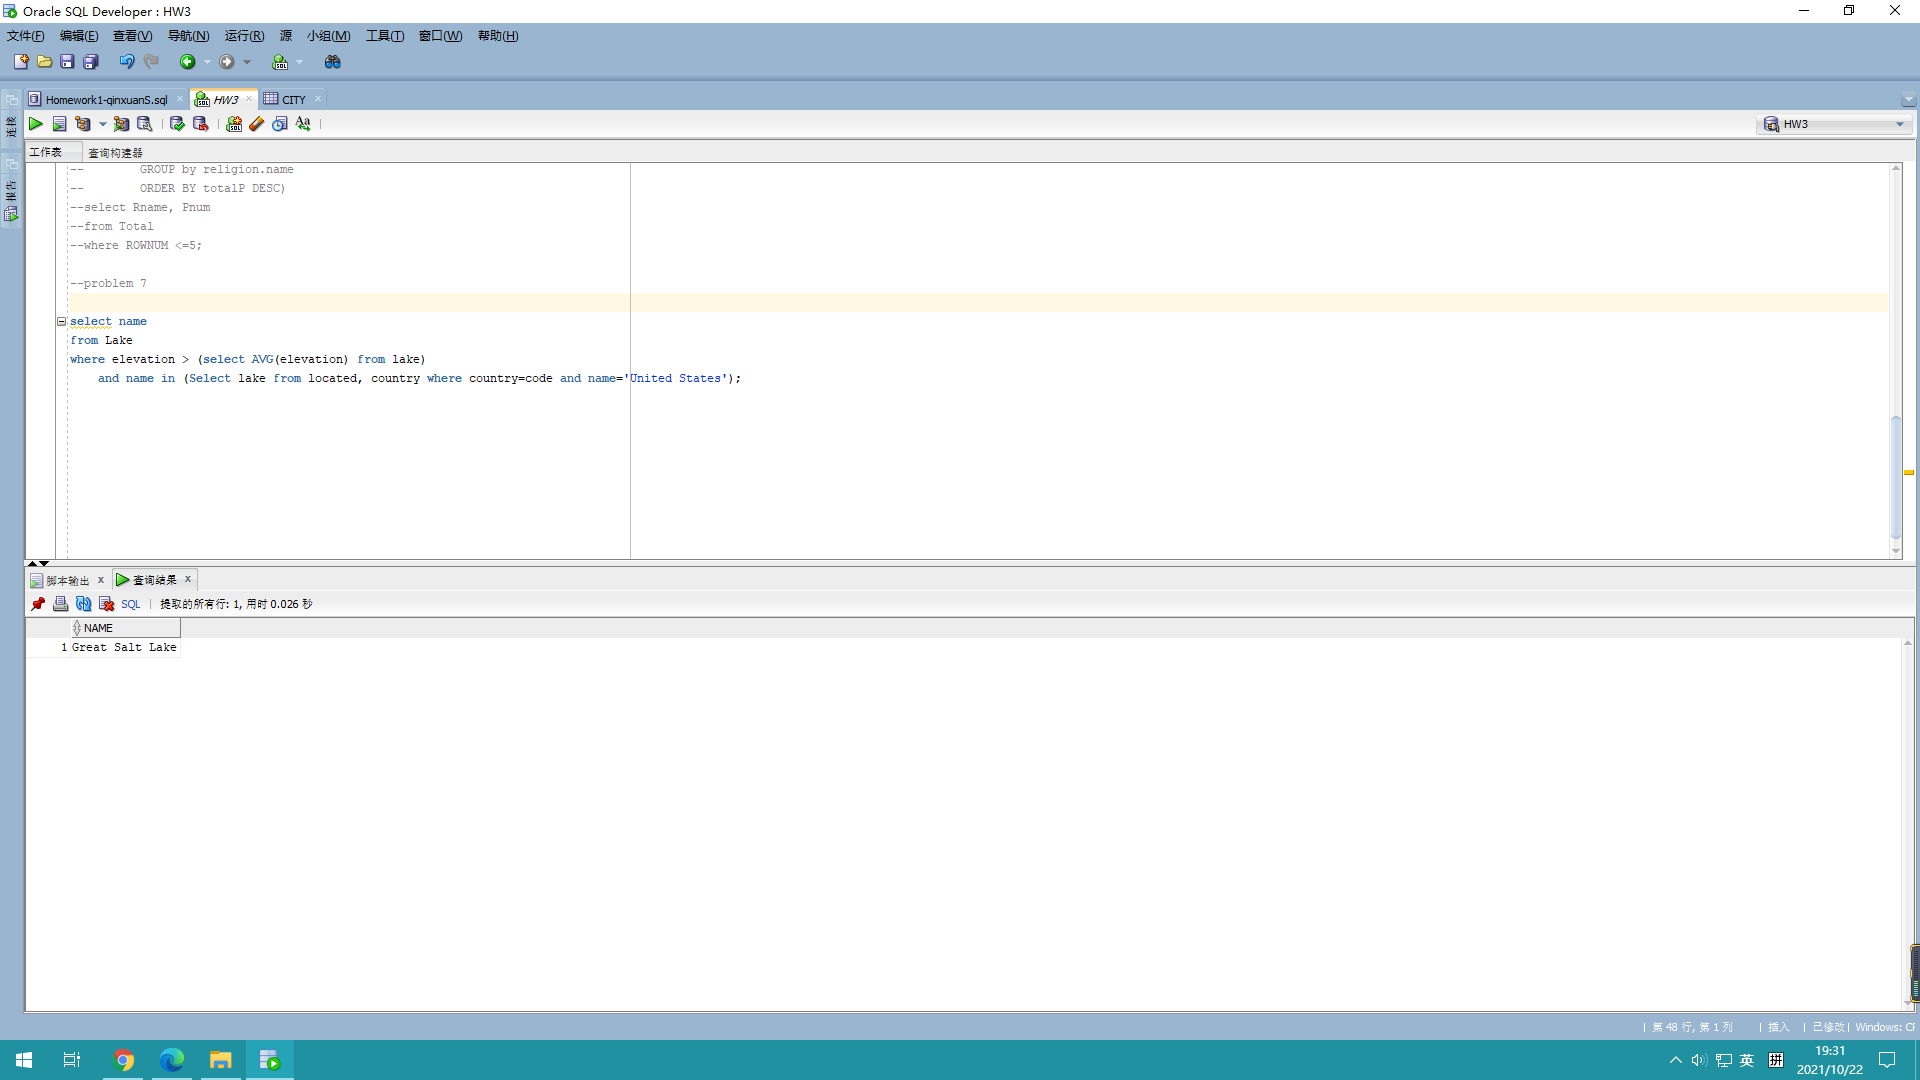 Oracle SQL Developer : HW3
文件(F) 编辑(E) 查看(V) 导航(N) 运行(R) 源 小组(M) 工具(T) 窗口(W) 帮助(H)
Homework1-qinxuanS.sql HW3 CITY
连接
报告
HW3
工作表 查询构建器
-- GROUP by religion.name
-- ORDER BY totalP DESC)
--select Rname, Pnum
--from Total
--where ROWNUM <=5;
--problem 7
select name
from Lake
where elevation > (select AVG(elevation) from lake)
and name in (Select lake from located, country where country=code and name='United States');
脚本输出 x 查询结果 x
SQL | 提取的所有行: 1, 用时 0.026 秒
NAME
1 Great Salt Lake
| 第 48 行, 第 1 列 | 插入 | 已修改 | Windows: CF
英 拼
19:31
2021/10/22